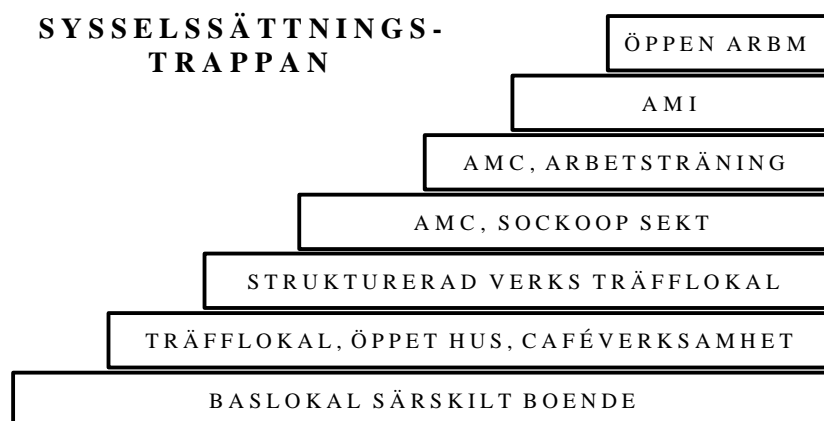 SYSSELSSÄTTNINGS-
TRAPPAN
ÖPPEN ARBM
AMI
AMC, ARBETSTRÄNING
AMC, SOCKOOP SEKT
STRUKTURERAD VERKS TRÄFFLOKAL
TRÄFFLOKAL, ÖPPET HUS, CAFÉVERKSAMHET
BASLOKAL SÄRSKILT BOENDE